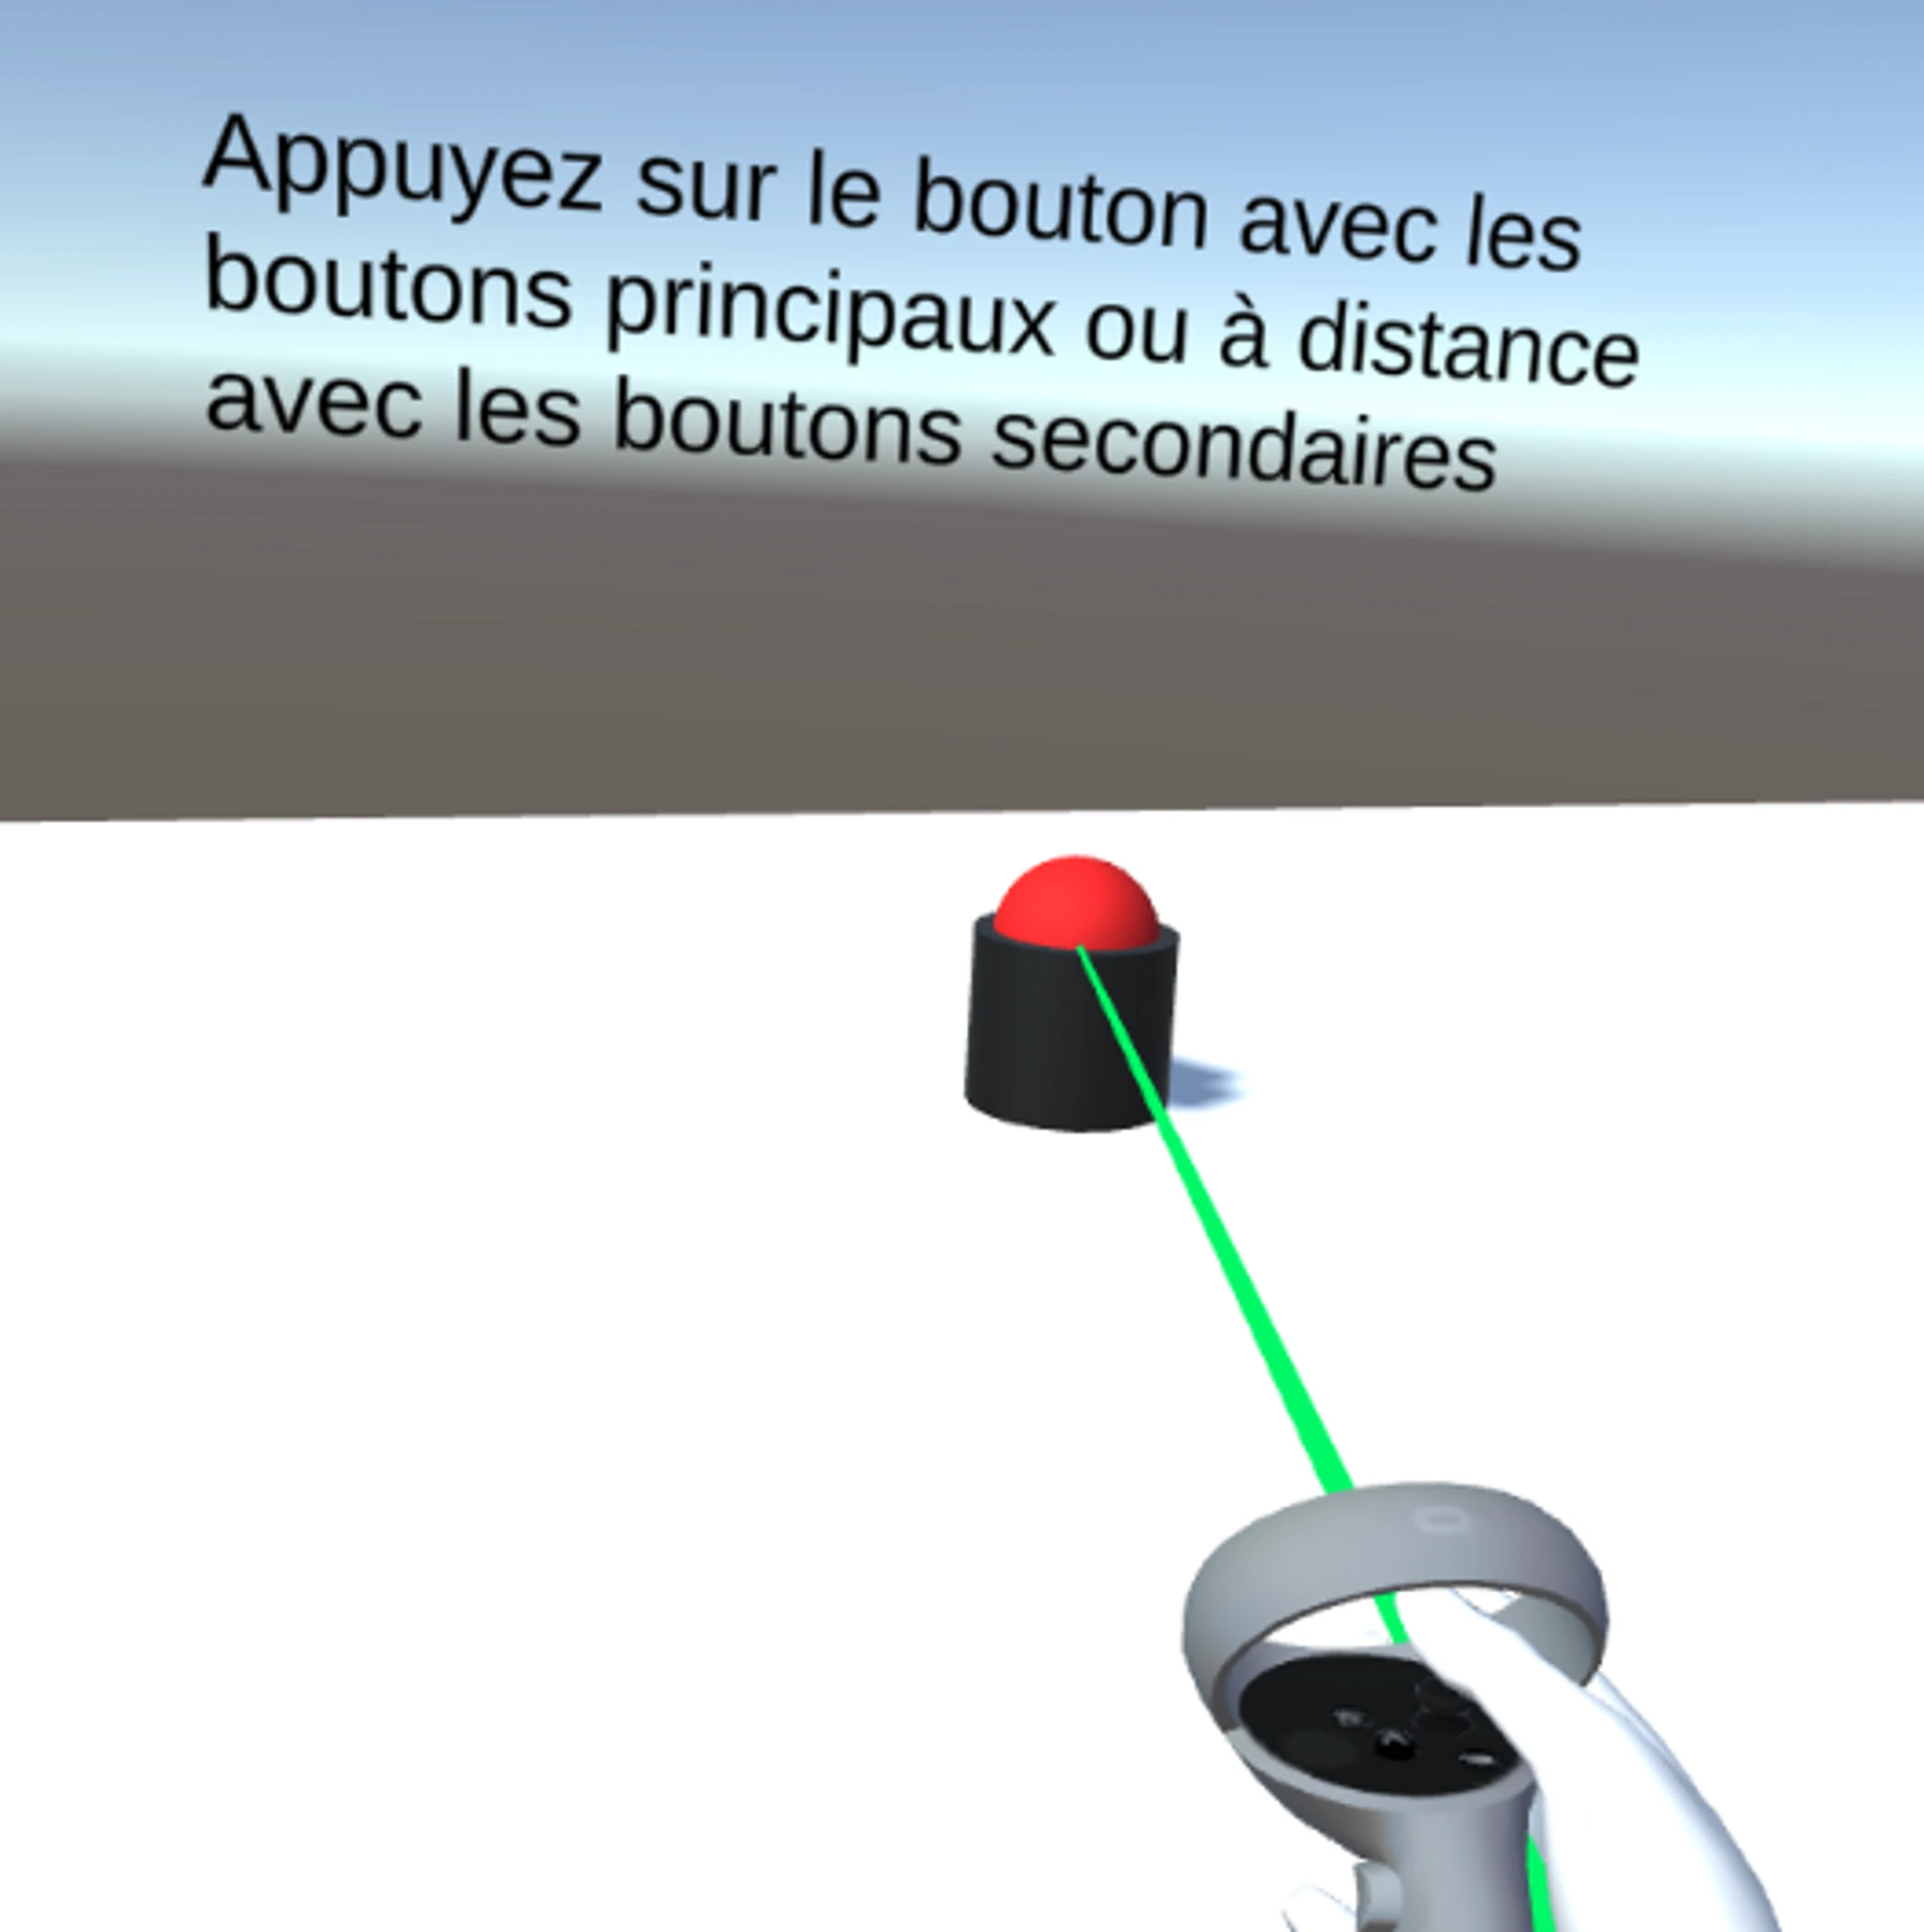 Appuyez sur le bouton avec les
boutons principaux ou à distance
avec les boutons secondaires